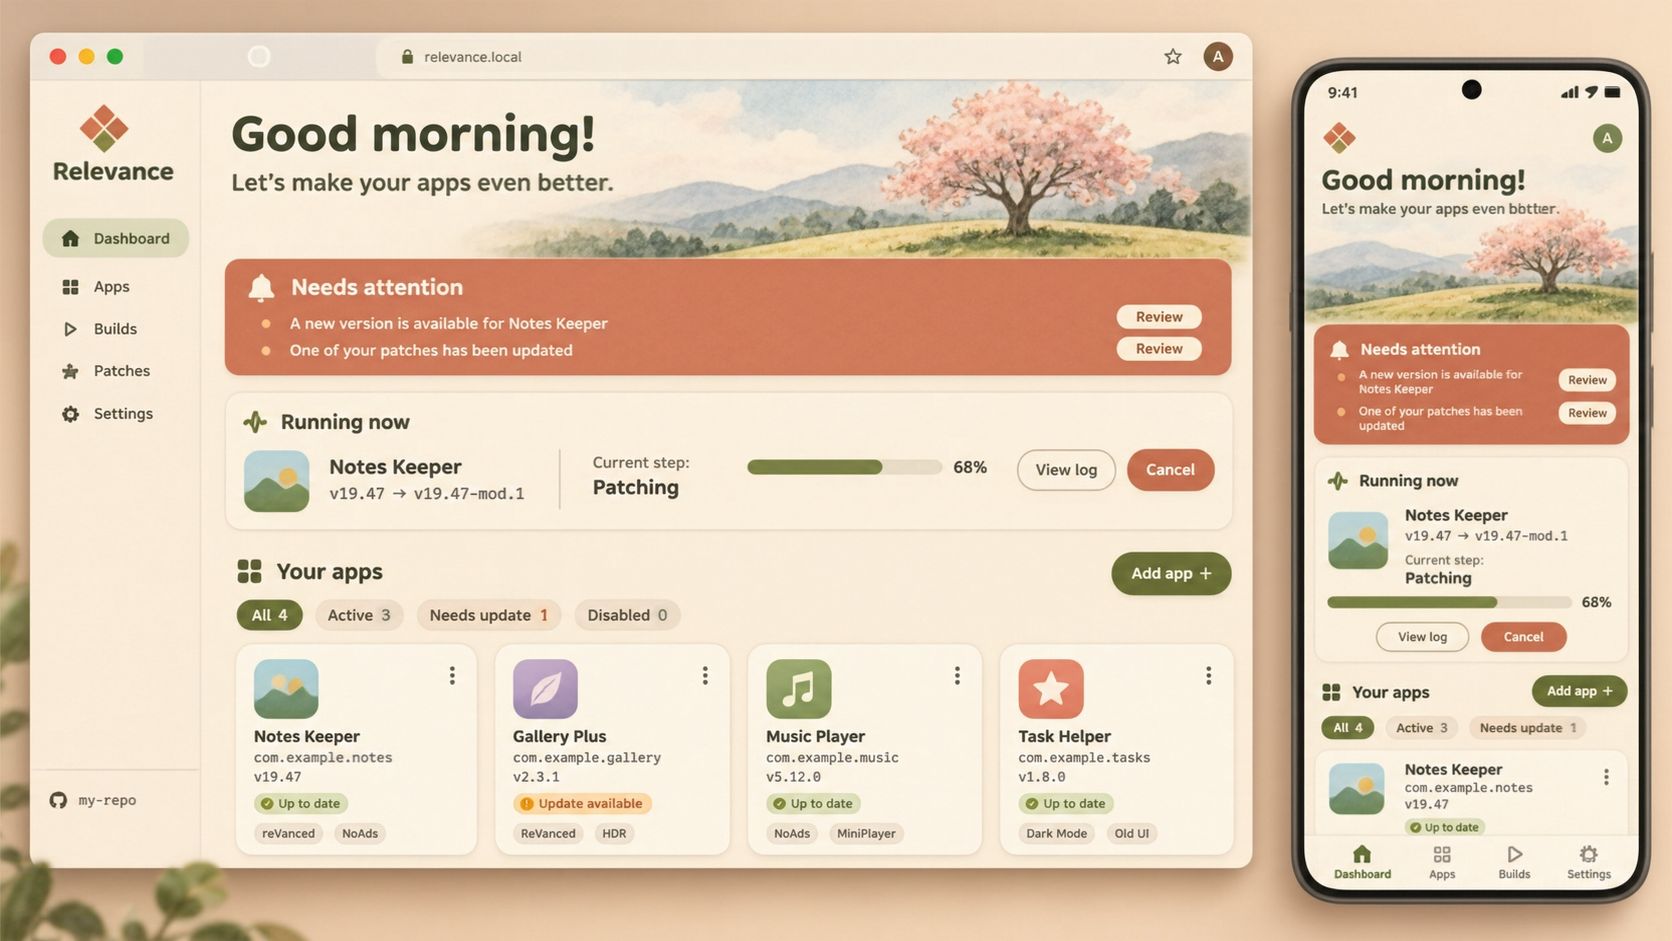 relevance.local
A
Relevance
Dashboard
Apps
Builds
Patches
Settings
my-repo
Good morning!
Let's make your apps even better.
Needs attention
A new version is available for Notes Keeper
Review
One of your patches has been updated
Review
Running now
Notes Keeper
v19.47 → v19.47-mod.1
Current step:
Patching
68%
View log
Cancel
Your apps
Add app +
All 4
Active 3
Needs update 1
Disabled 0
Notes Keeper
com.example.notes
v19.47
Up to date
reVanced NoAds
Gallery Plus
com.example.gallery
v2.3.1
Update available
ReVanced HDR
Music Player
com.example.music
v5.12.0
Up to date
NoAds MiniPlayer
Task Helper
com.example.tasks
v1.8.0
Up to date
Dark Mode Old UI
9:41
A
Good morning!
Let's make your apps even bbtter.
Needs attention
A new version is available for
Notes Keeper
Review
One of your patches has been
updated
Review
Running now
Notes Keeper
v19.47 → v19.47-mod.1
Current step:
Patching
68%
View log
Cancel
Your apps
Add app +
All 4
Active 3
Needs update 1
Notes Keeper
com.example.notes
v19.47
Up to date
Dashboard
Apps
Builds
Settings